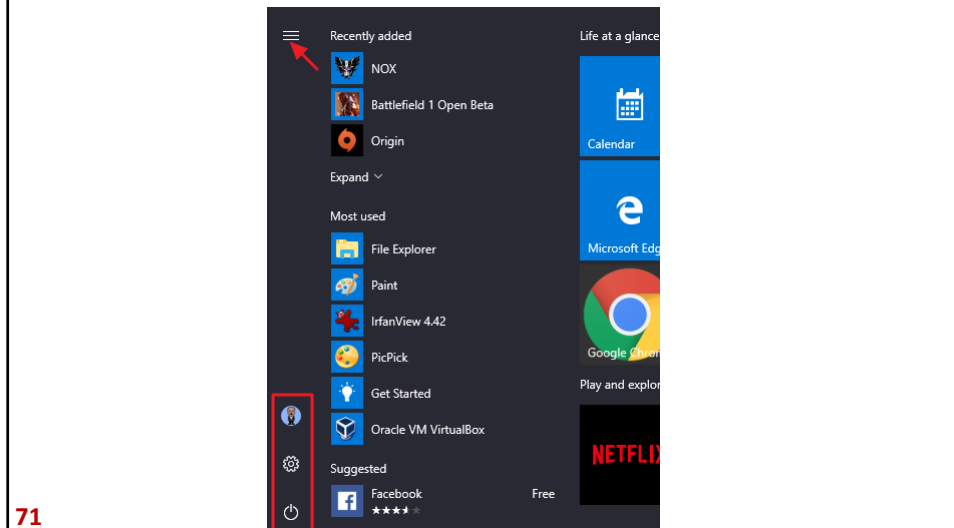 Recently added
NOX
Battlefield 1 Open Beta
Origin
Expand
Most used
File Explorer
Paint
IrfanView 4.42
PicPick
Get Started
Oracle VM VirtualBox
Suggested
Facebook
Free
Life at a glance
Calendar
Microsoft Edg
Google Chrom
Play and explor
NETFLIX
71